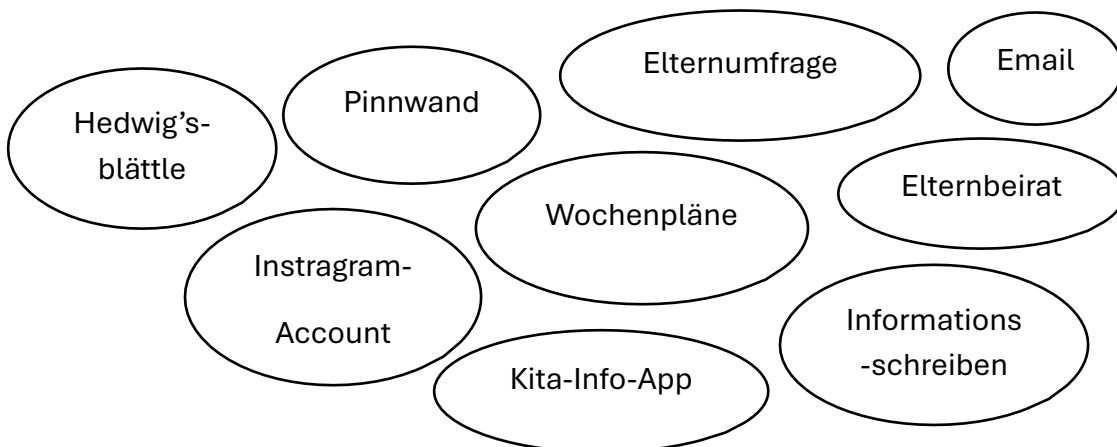 Hedwig’s-
blättle
Pinnwand
Elternumfrage
Email
Elternbeirat
Wochenpläne
Instragram-
Account
Kita-Info-App
Informations
-schreiben